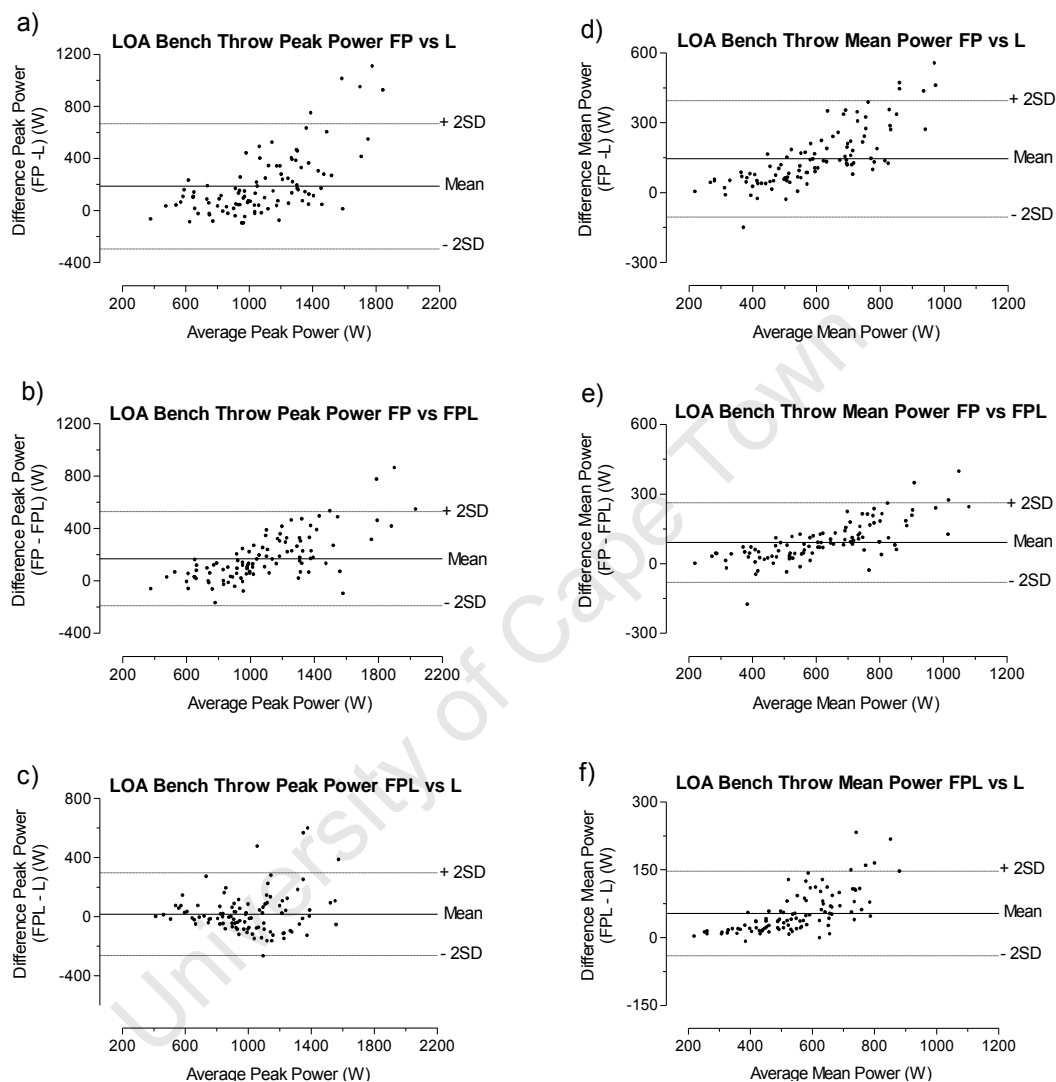 a)
LOA Bench Throw Peak Power FP vs L
1200
800
400
0
-400
Difference Peak Power
(FP -L) (W)
+ 2SD
Mean
- 2SD
200 600 1000 1400 1800 2200
Average Peak Power (W)
b)
LOA Bench Throw Peak Power FP vs FPL
1200
800
400
0
-400
Difference Peak Power
(FP - FPL) (W)
+ 2SD
Mean
- 2SD
200 600 1000 1400 1800 2200
Average Peak Power (W)
c)
LOA Bench Throw Peak Power FPL vs L
800
400
0
-400
Difference Peak Power
(FPL - L) (W)
+ 2SD
Mean
- 2SD
200 600 1000 1400 1800 2200
Average Peak Power (W)
d)
LOA Bench Throw Mean Power FP vs L
600
300
0
-300
Difference Mean Power
(FP -L) (W)
+ 2SD
Mean
- 2SD
200 400 600 800 1000 1200
Average Mean Power (W)
e)
LOA Bench Throw Mean Power FP vs FPL
600
300
0
-300
Difference Mean Power
(FP - FPL) (W)
+ 2SD
Mean
- 2SD
200 400 600 800 1000 1200
Average Mean Power (W)
f)
LOA Bench Throw Mean Power FPL vs L
300
150
0
-150
Difference Mean Power
(FPL - L) (W)
+ 2SD
Mean
- 2SD
200 400 600 800 1000 1200
Average Mean Power (W)
University of Cape Town